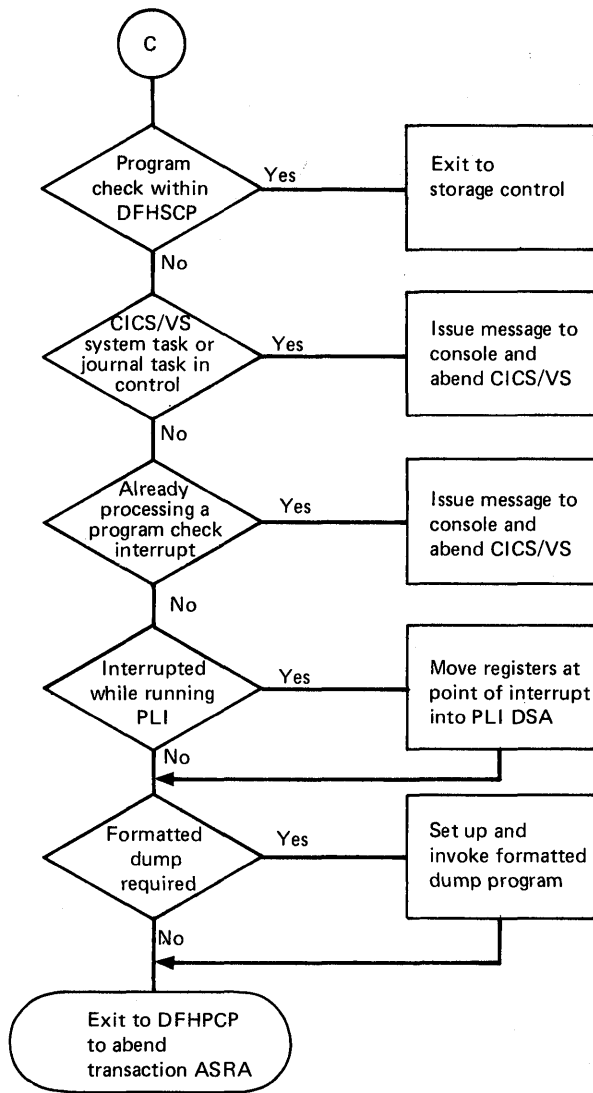 C
Program
check within
DFHSCP
Yes
Exit to
storage control
No
CICS/VS
system task or
journal task in
control
Yes
Issue message to
console and
abend CICS/VS
No
Already
processing a
program check
interrupt
Yes
Issue message to
console and
abend CICS/VS
No
Interrupted
while running
PLI
Yes
Move registers at
point of interrupt
into PLI DSA
No
Formatted
dump
required
Yes
Set up and
invoke formatted
dump program
No
Exit to DFHPCP
to abend
transaction ASRA